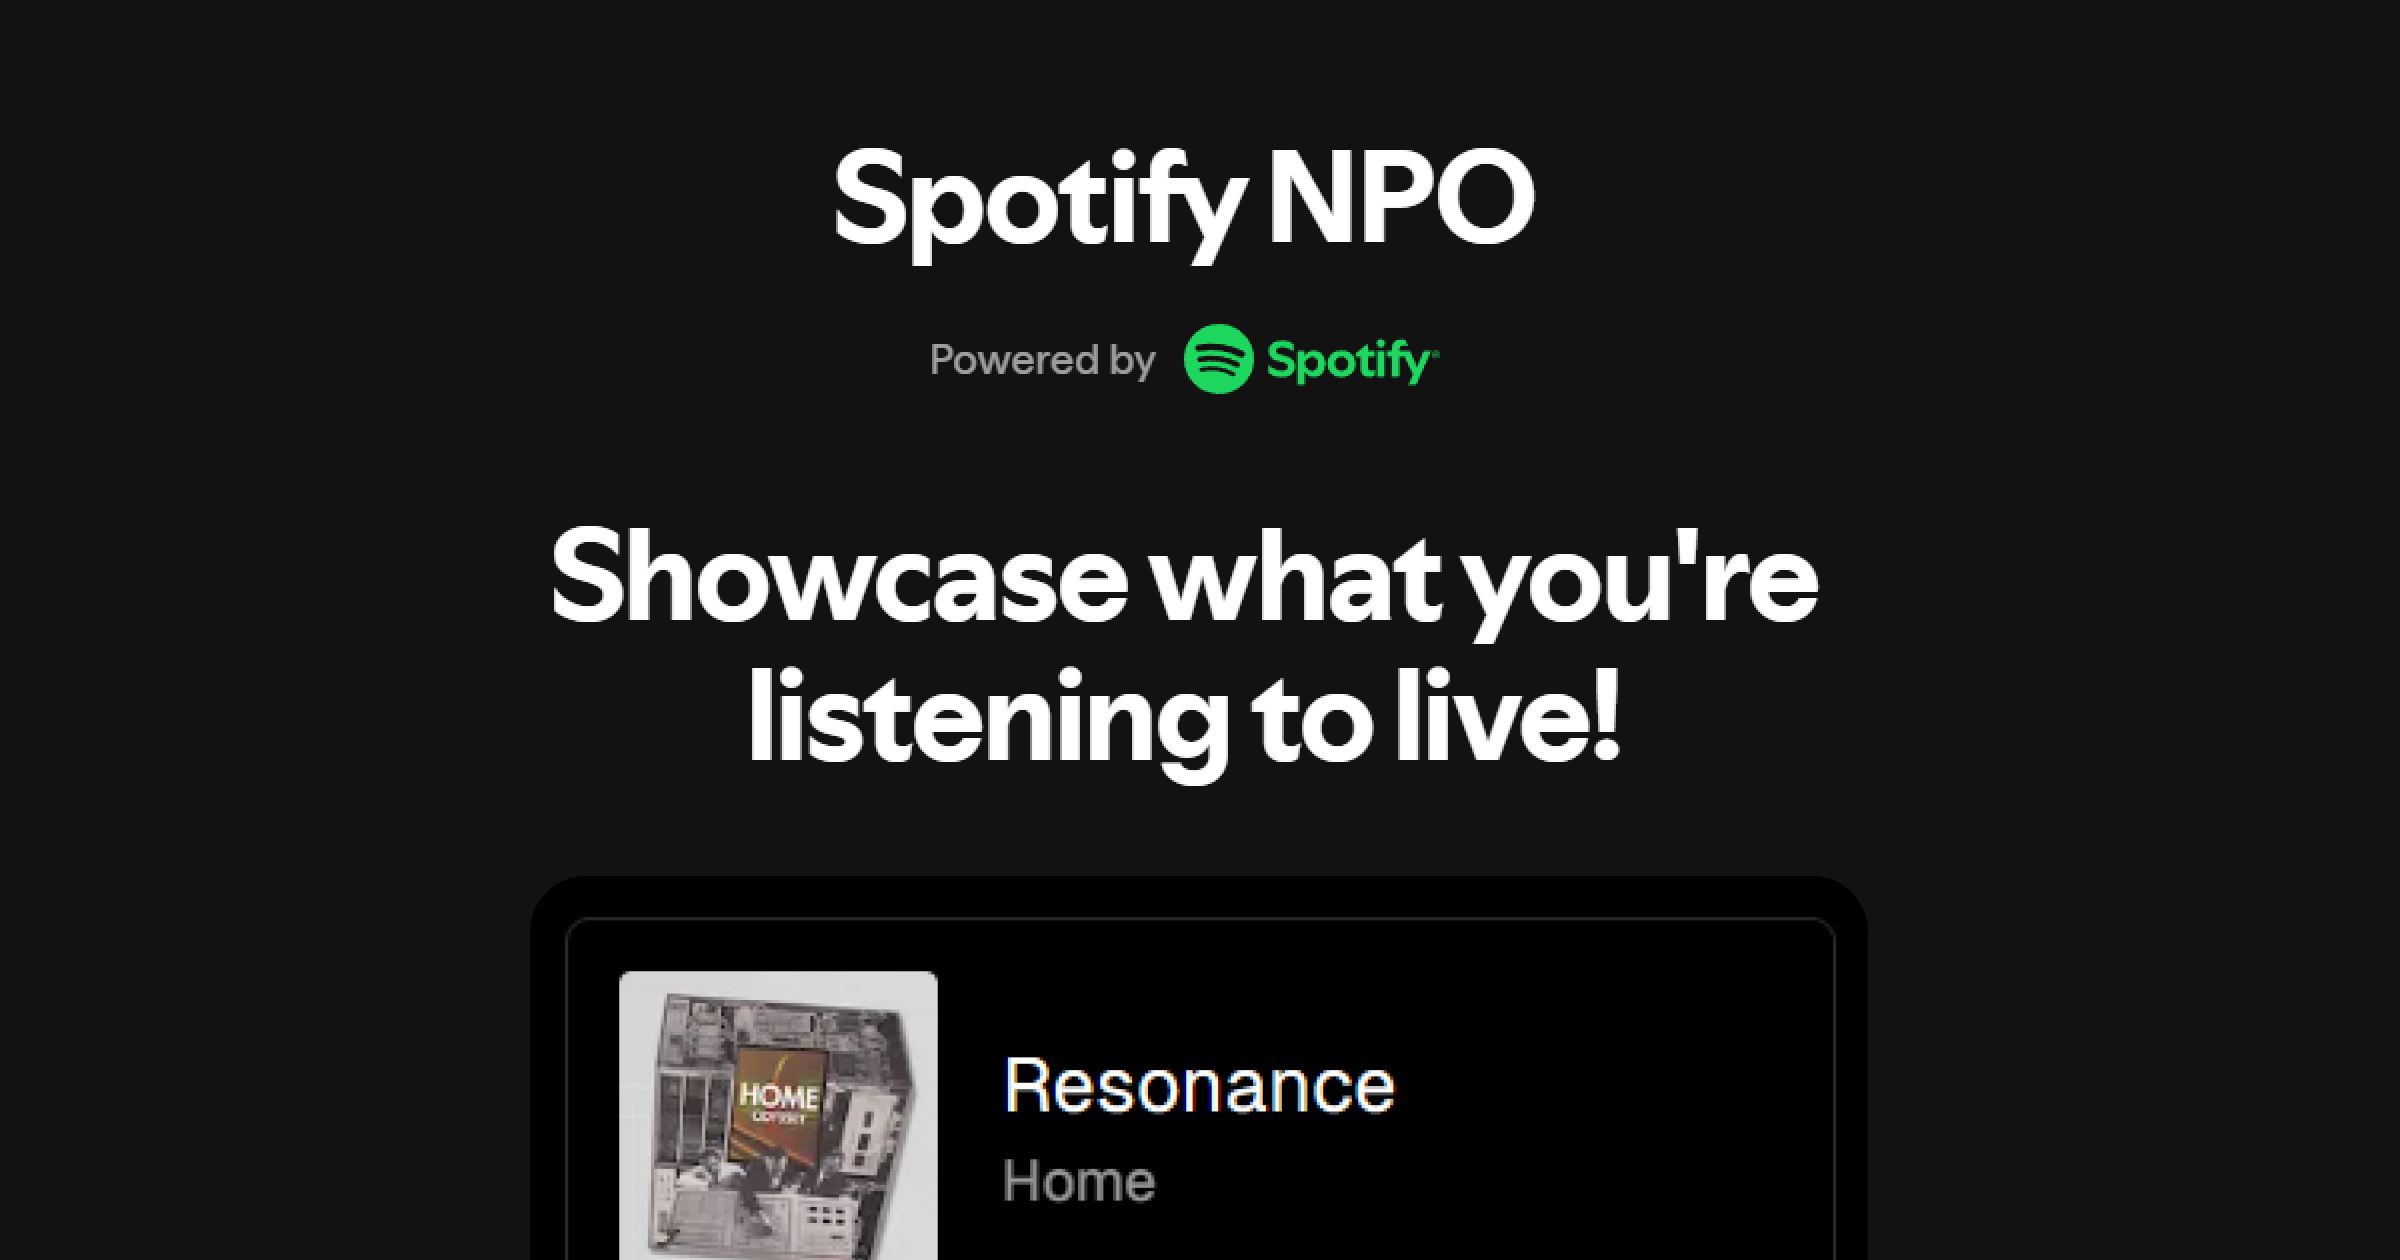 Spotify NPO
Powered by Spotify®
Showcase what you're
listening to live!
HOME
ODYSSEY
Resonance
Home